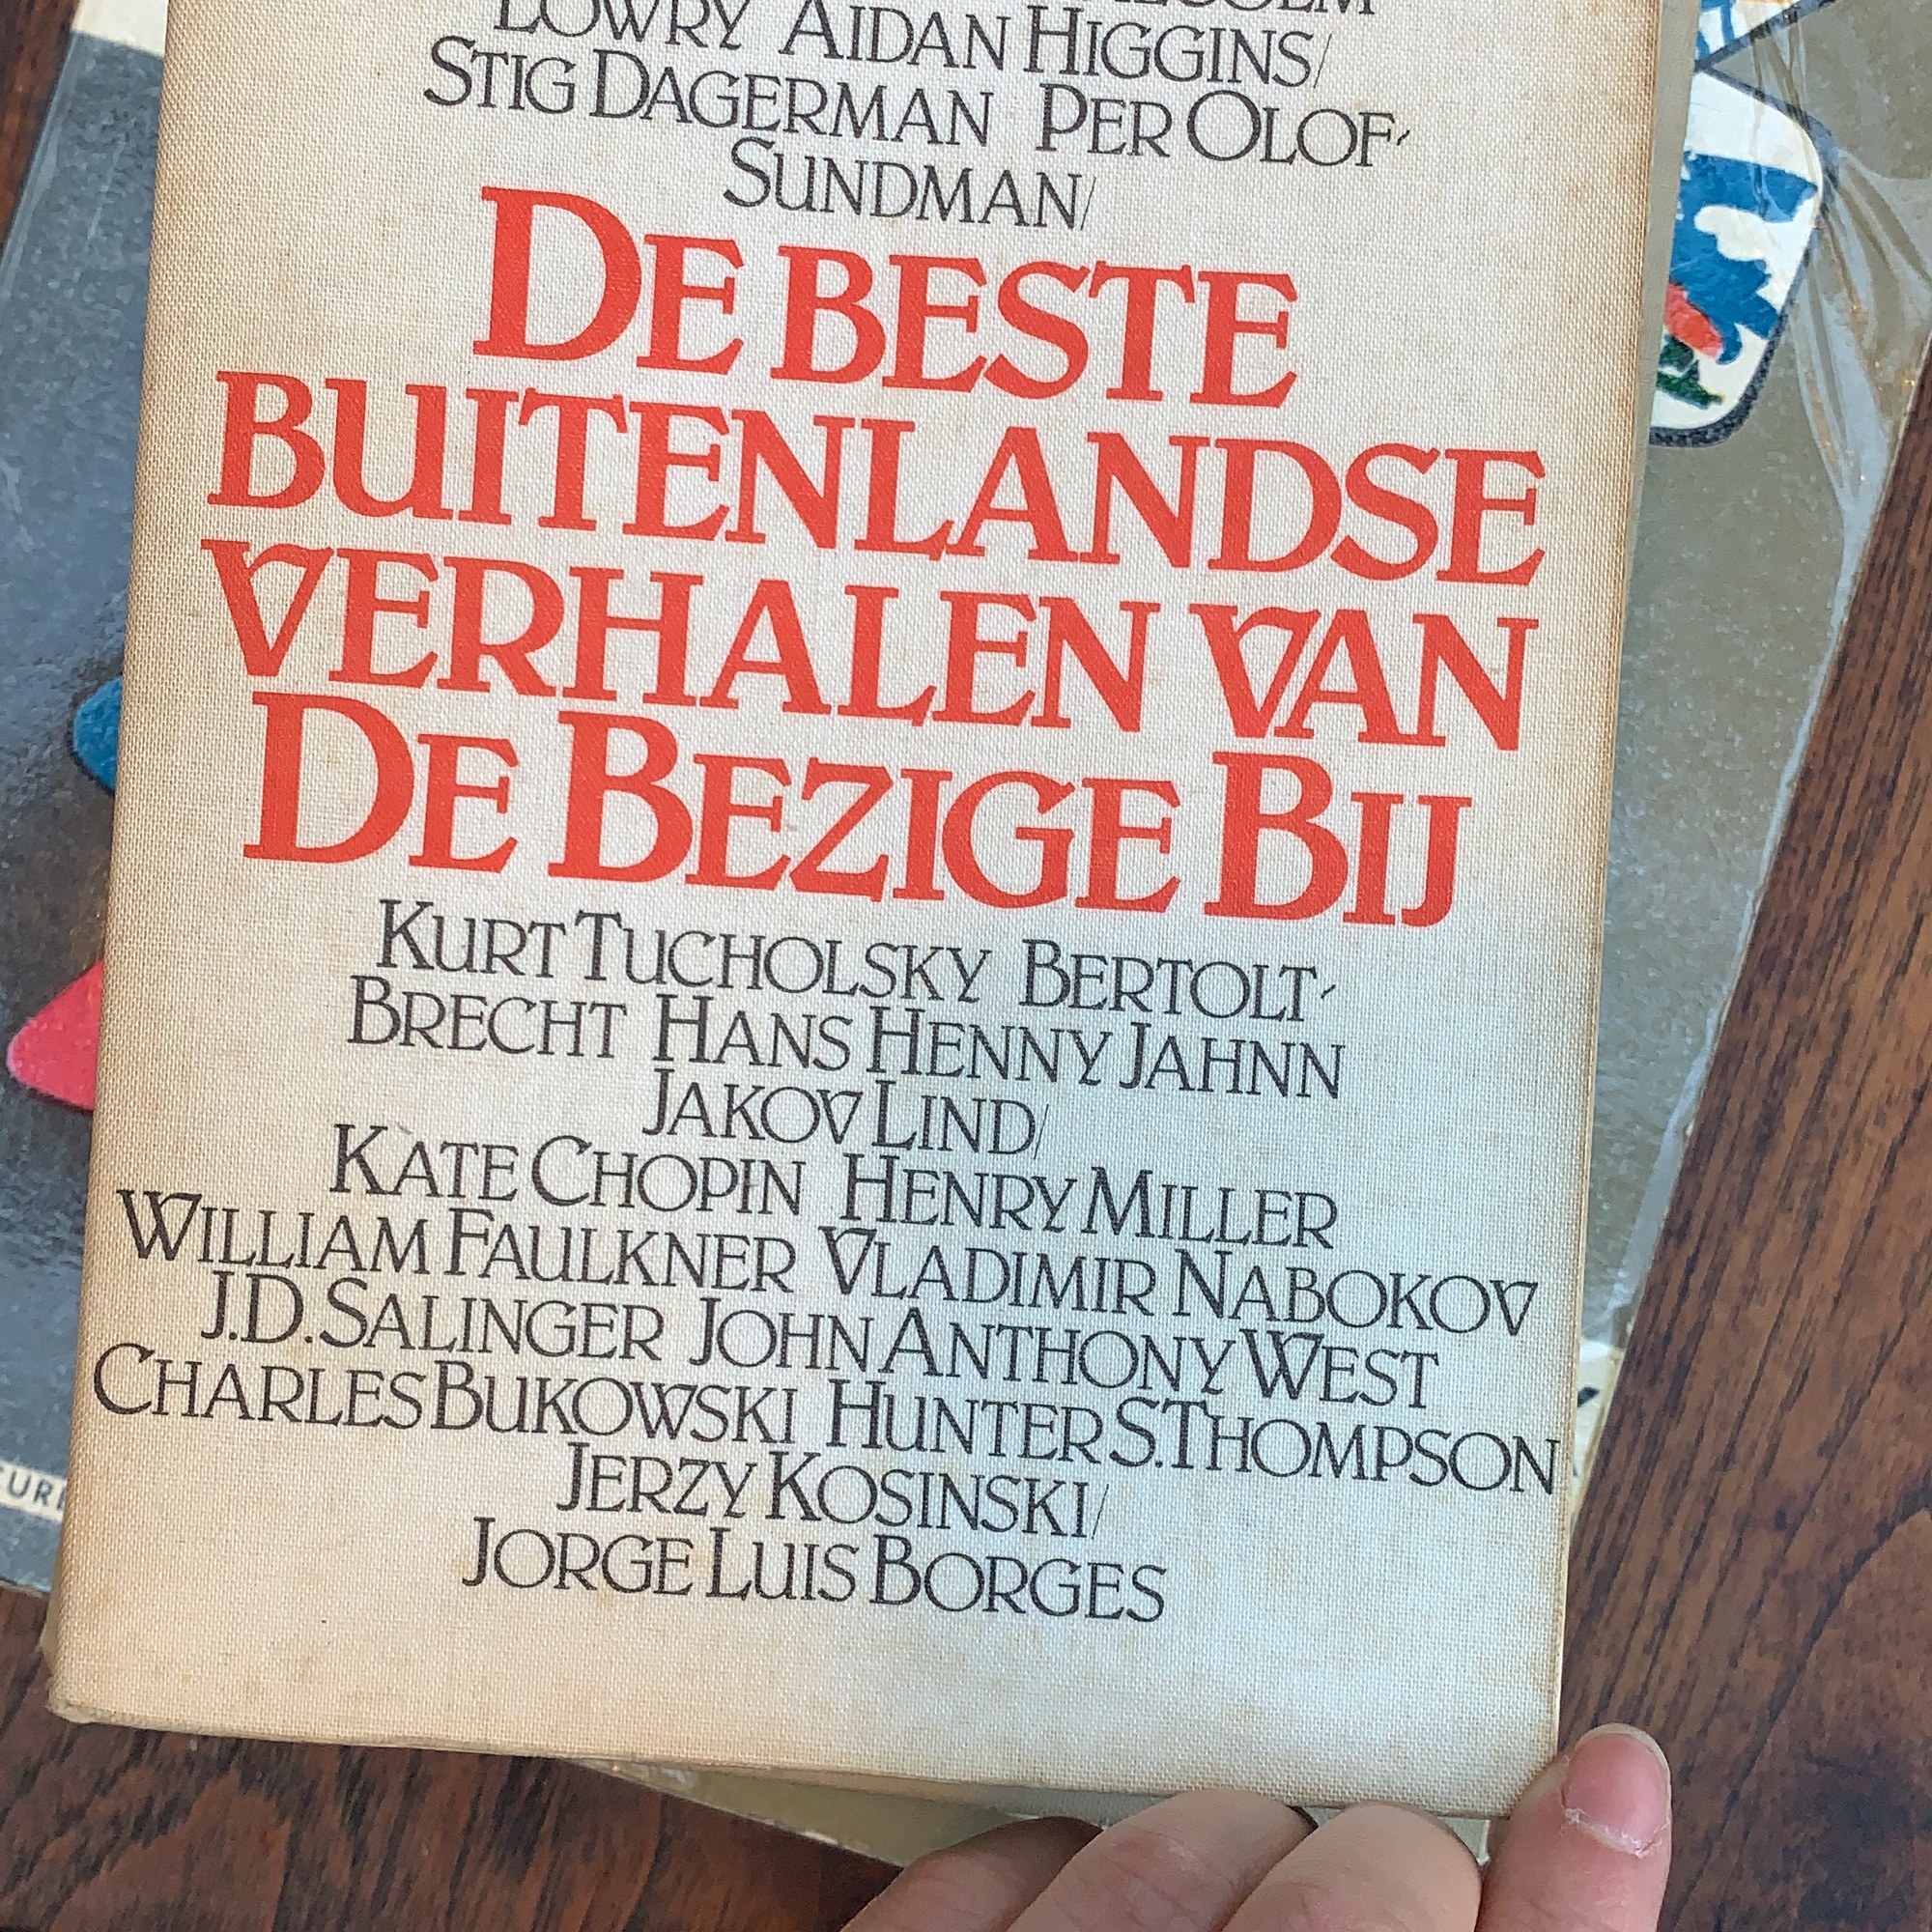 LOWRY AIDAN HIGGINS/
STIG DAGERMAN PER OLOF-
SUNDMAN/
DE BESTE
BUITENLANDSE
VERHALEN VAN
DE BEZIGE BIJ
KURT TUCHOLSKY BERTOLT-
BRECHT HANS HENNY JAHNN
JAKOV LIND/
KATE CHOPIN HENRY MILLER
WILLIAM FAULKNER VLADIMIR NABOKOV
J.D. SALINGER JOHN ANTHONY WEST
CHARLES BUKOWSKI HUNTER S. THOMPSON
JERZY KOSINSKI/
JORGE LUIS BORGES